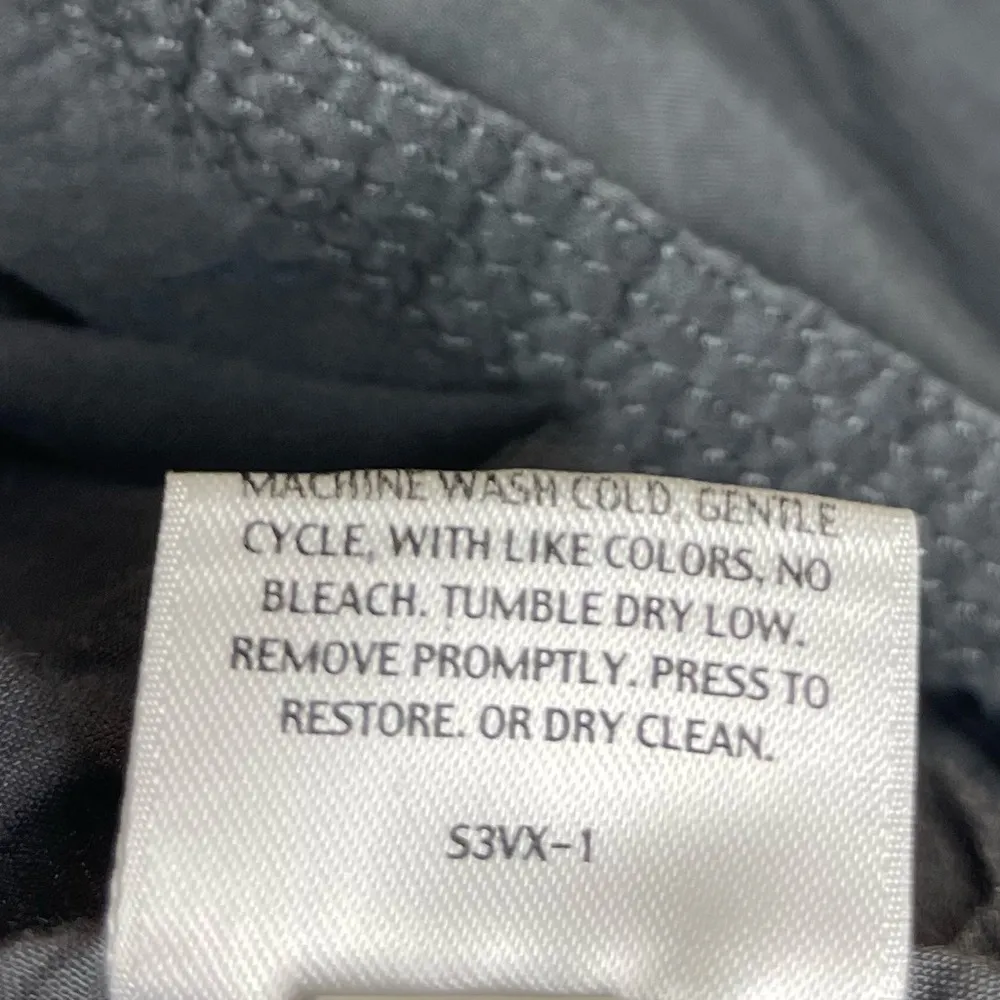 MACHINE WASH COLD, GENTLE
CYCLE, WITH LIKE COLORS, NO
BLEACH. TUMBLE DRY LOW.
REMOVE PROMPTLY. PRESS TO
RESTORE. OR DRY CLEAN.
S3VX-1